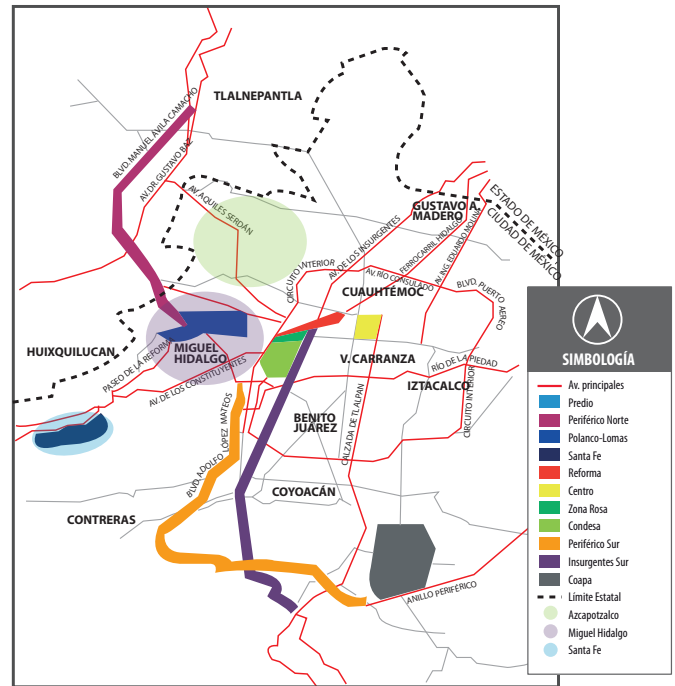 TLALNEPANTLA
BLVD. MANUEL ÁVILA CAMACHO
AV. DR. GUSTAVO BAZ
AV. AQUILES SERDÁN
GUSTAVO A.
MADERO
ESTADO DE MÉXICO
CIUDAD DE MÉXICO
AV. DE LOS INSURGENTES
FERROCARRIL HIDALGO
AV. ING. EDUARDO MOLINA
CIRCUITO INTERIOR
AV. RÍO CONSULADO
CUAUHTÉMOC
BLVD. PUERTO
AÉREO
HUIXQUILUCAN
MIGUEL
HIDALGO
PASEO DE LA REFORMA
AV. DE LOS CONSTITUYENTES
V. CARRANZA
RÍO DE LA PIEDAD
IZTACALCO
CIRCUITO INTERIOR
BENITO
JUÁREZ
CALZADA DE TLALPAN
BLVD. ADOLFO LÓPEZ MATEOS
COYOACÁN
CONTRERAS
ANILLO PERIFÉRICO
SIMBOLOGÍA
Av. principales
Predio
Periférico Norte
Polanco-Lomas
Santa Fe
Reforma
Centro
Zona Rosa
Condesa
Periférico Sur
Insurgentes Sur
Coapa
Límite Estatal
Azcapotzalco
Miguel Hidalgo
Santa Fe